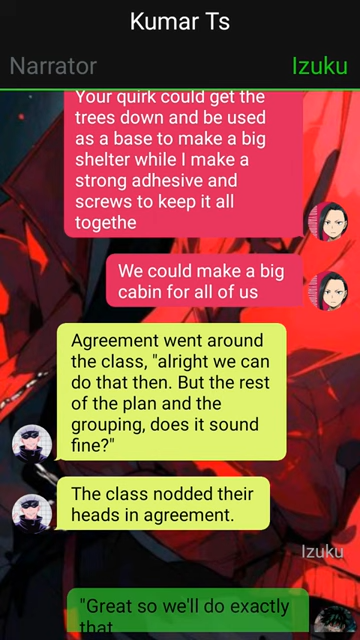 Kumar Ts
Narrator
Izuku
Your quirk could get the
trees down and be used
as a base to make a big
shelter while I make a
strong adhesive and
screws to keep it all
togethe
We could make a big
cabin for all of us
Agreement went around
the class, "alright we can
do that then. But the rest
of the plan and the
grouping, does it sound
fine?"
The class nodded their
heads in agreement.
Izuku
"Great so we'll do exactly
that